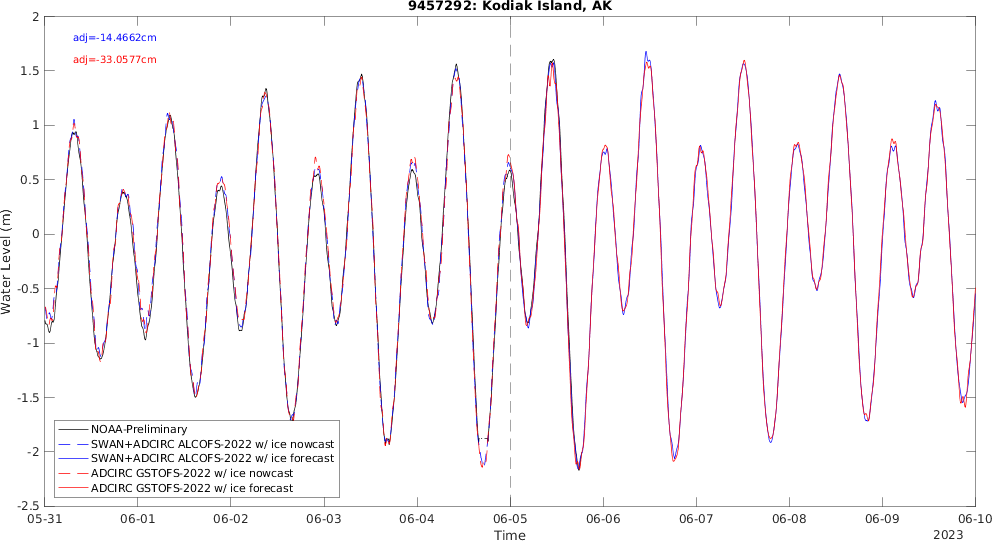 9457292: Kodiak Island, AK
adj=-14.4662cm
adj=-33.0577cm
Water Level (m)
2
1.5
1
0.5
0
-0.5
-1
-1.5
-2
-2.5
NOAA-Preliminary
SWAN+ADCIRC ALCOFS-2022 w/ ice nowcast
SWAN+ADCIRC ALCOFS-2022 w/ ice forecast
ADCIRC GSTOFS-2022 w/ ice nowcast
ADCIRC GSTOFS-2022 w/ ice forecast
05-31 06-01 06-02 06-03 06-04 06-05 06-06 06-07 06-08 06-09 06-10
Time
2023